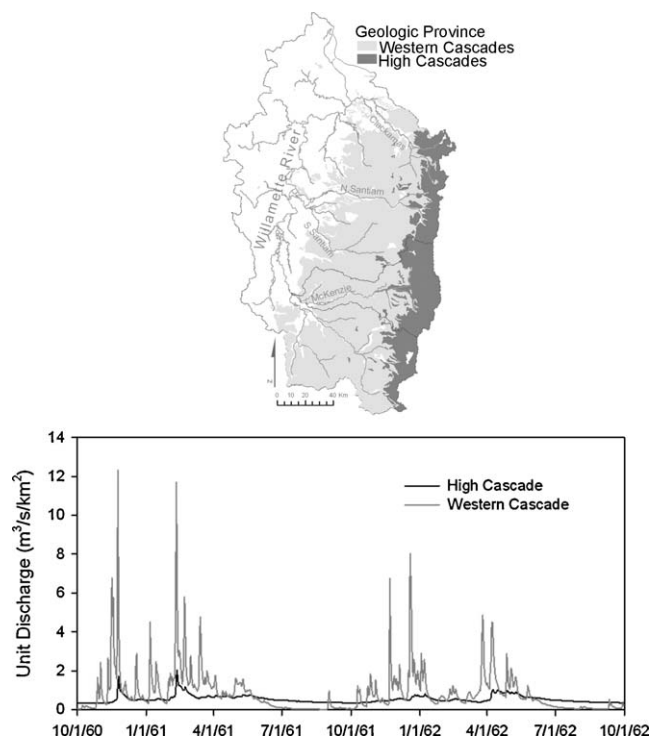 Geologic Province
Western Cascades
High Cascades
Clackamas
N Santiam
Willamette River
S Santiam
McKenzie
N
0 10 20 40 Km
14
12
10
8
6
4
2
0
Unit Discharge (m³/s/km²)
High Cascade
Western Cascade
10/1/60 1/1/61 4/1/61 7/1/61 10/1/61 1/1/62 4/1/62 7/1/62 10/1/62